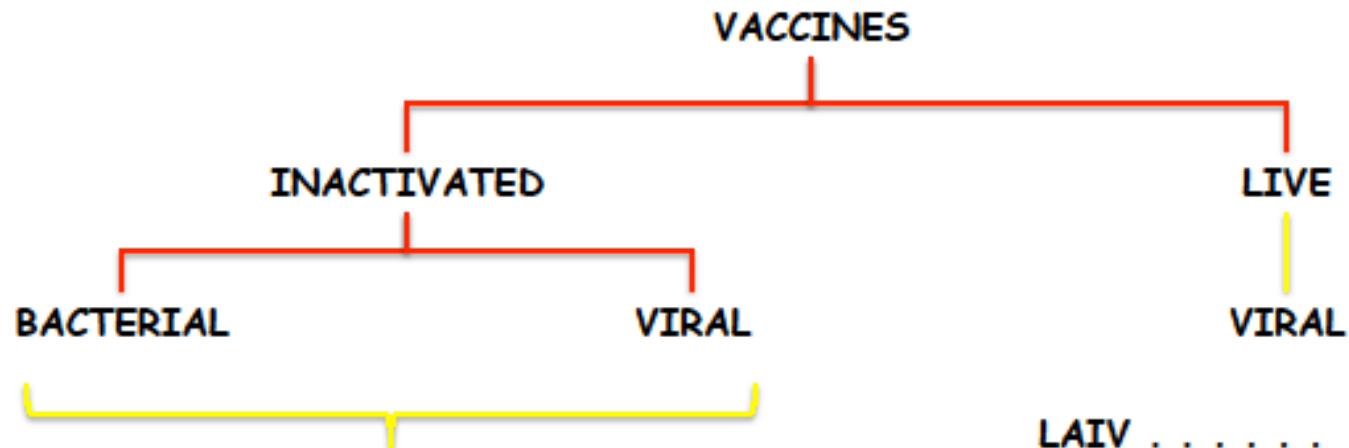 VACCINES
INACTIVATED LIVE
BACTERIAL VIRAL VIRAL
LAIV . . . . . .